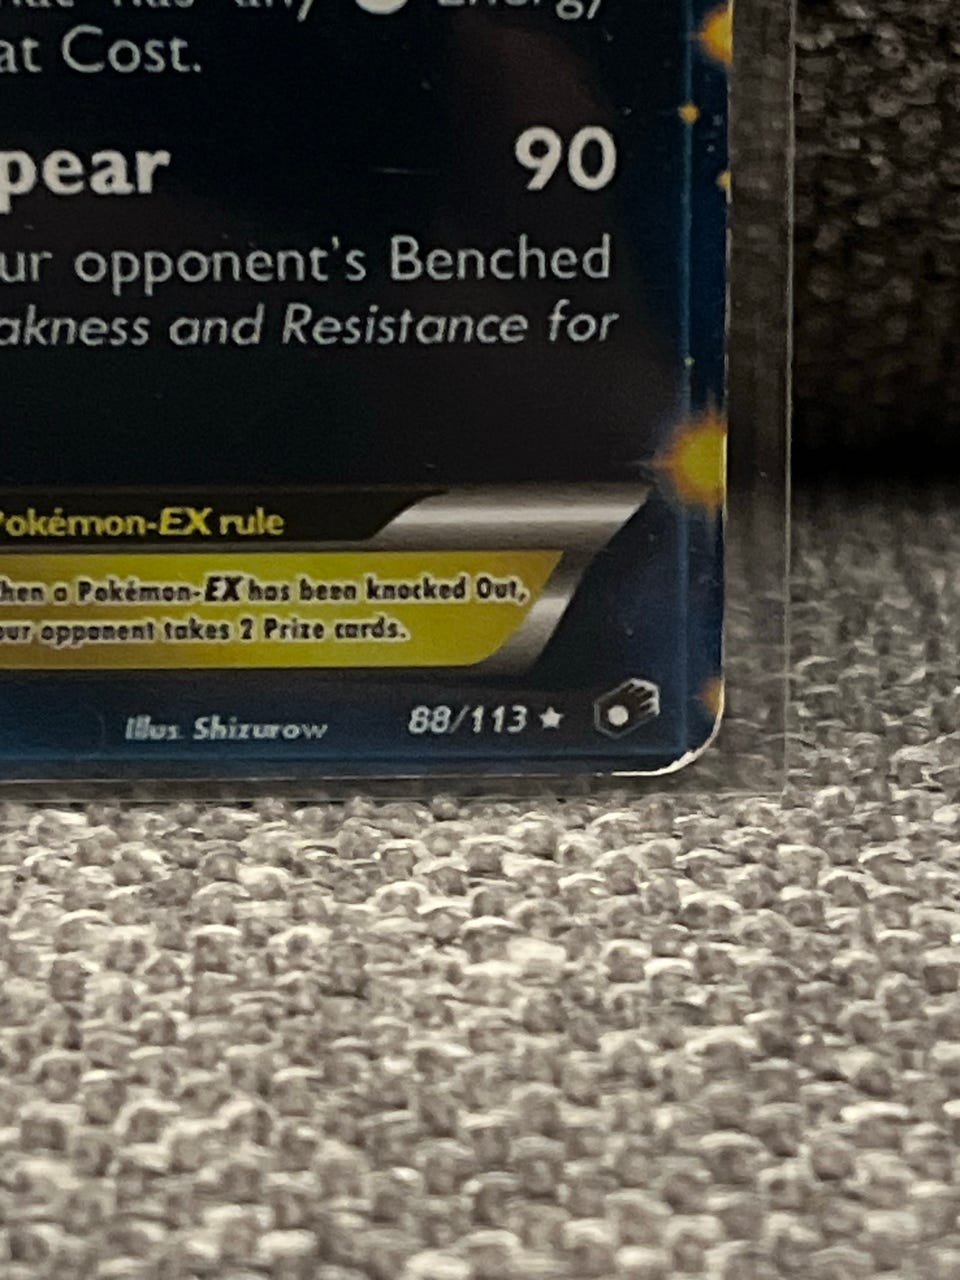 at Cost.
pear 90
ur opponent's Benched
akness and Resistance for
Pokémon-EX rule
hen a Pokémon-EX has been knocked Out,
our opponent takes 2 Prize cards.
Illus. Shizurow 88/113 ★